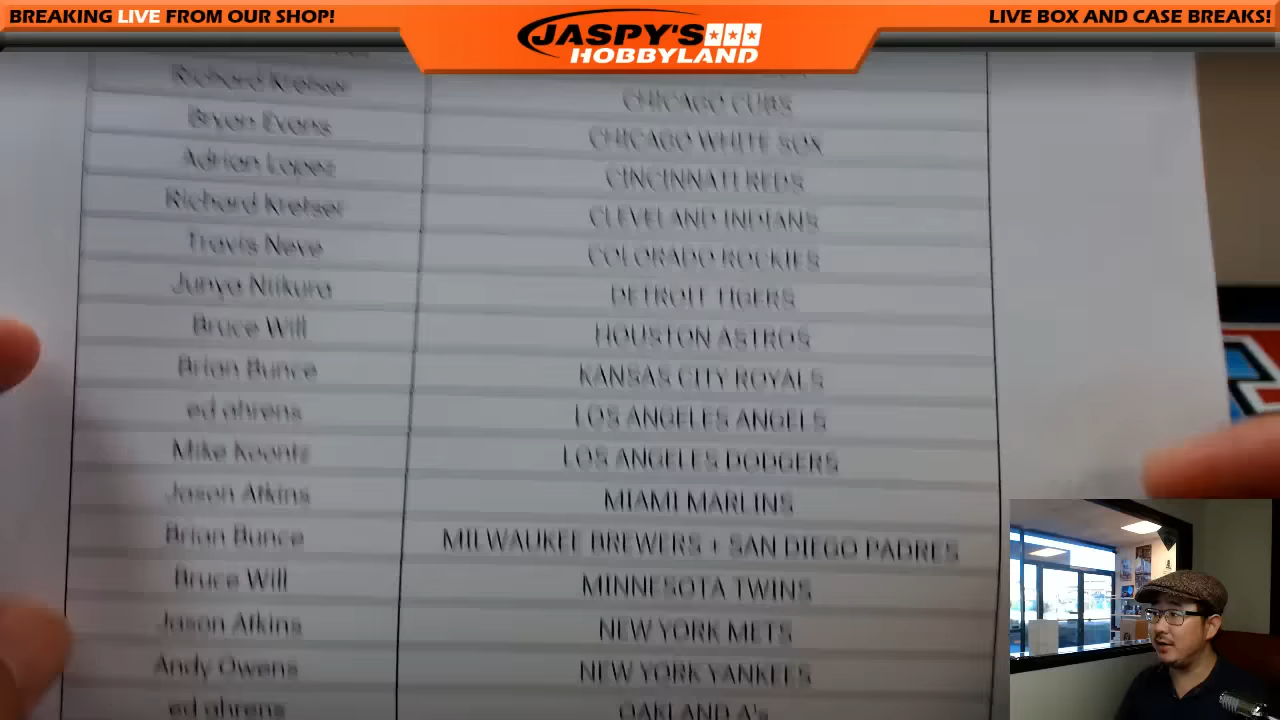 BREAKING LIVE FROM OUR SHOP!
JASPY'S
HOBBYLAND
LIVE BOX AND CASE BREAKS!
Richard Kretser CHICAGO CUBS
Bryan Evans CHICAGO WHITE SOX
Adrian Lopez CINCINNATI REDS
Richard Kretser CLEVELAND INDIANS
Travis Neve COLORADO ROCKIES
Junya Niikura DETROIT TIGERS
Bruce Will HOUSTON ASTROS
Brian Bunce KANSAS CITY ROYALS
ed ahrens LOS ANGELES ANGELS
Mike Koontz LOS ANGELES DODGERS
Jason Atkins MIAMI MARLINS
Brian Bunce MILWAUKEE BREWERS + SAN DIEGO PADRES
Bruce Will MINNESOTA TWINS
Jason Atkins NEW YORK METS
Andy Owens NEW YORK YANKEES
ed ahrens OAKLAND A's